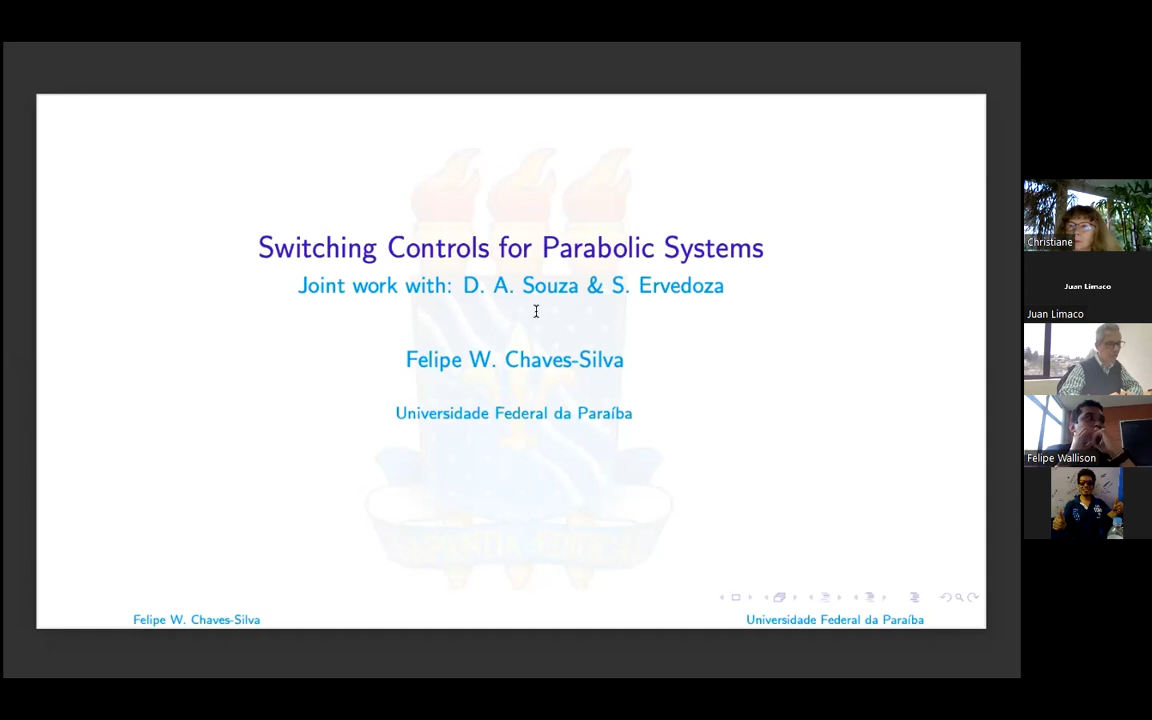 Switching Controls for Parabolic Systems
Joint work with: D. A. Souza & S. Ervedoza
Felipe W. Chaves-Silva
Universidade Federal da Paraíba
Felipe W. Chaves-Silva
Universidade Federal da Paraíba
Christiane
Juan Limaco
Juan Limaco
Felipe Wallison